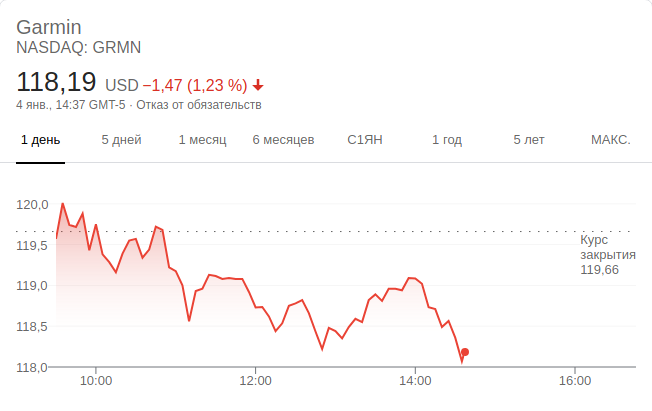 Garmin
NASDAQ: GRMN
118,19 USD −1,47 (1,23 %)
4 янв., 14:37 GMT-5 · Отказ от обязательств
1 день 5 дней 1 месяц 6 месяцев С1ЯН 1 год 5 лет МАКС.
120,0
119,5
119,0
118,5
118,0
Курс
закрытия
119,66
10:00 12:00 14:00 16:00